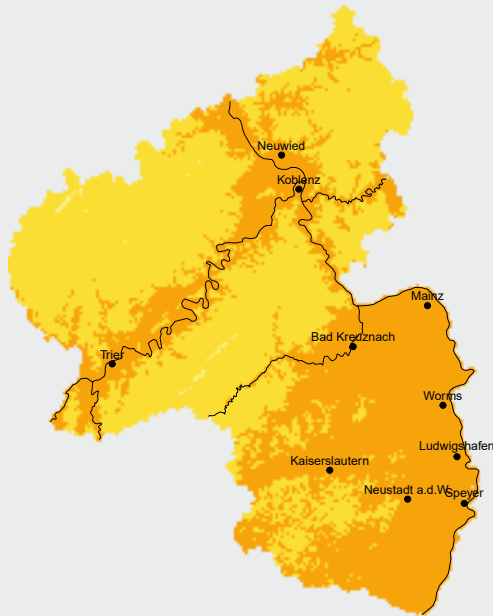 Neuwied
Koblenz
Mainz
Bad Kreuznach
Trier
Worms
Ludwigshafen
Kaiserslautern
Neustadt a.d.W.
Speyer